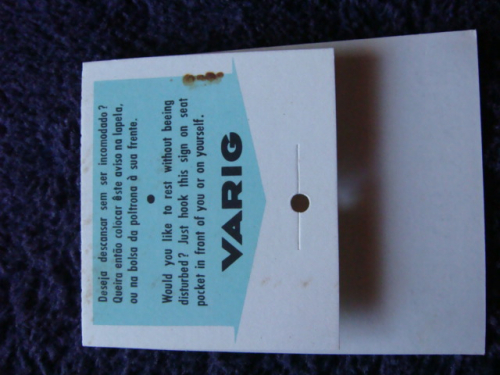 Deseja descansar sem ser incomodado?
Queira então colocar êste aviso na lapela,
ou na bolsa da poltrona à sua frente.
Would you like to rest without beeing
disturbed? Just hook this sign on seat
pocket in front of you or on yourself.
VARIG